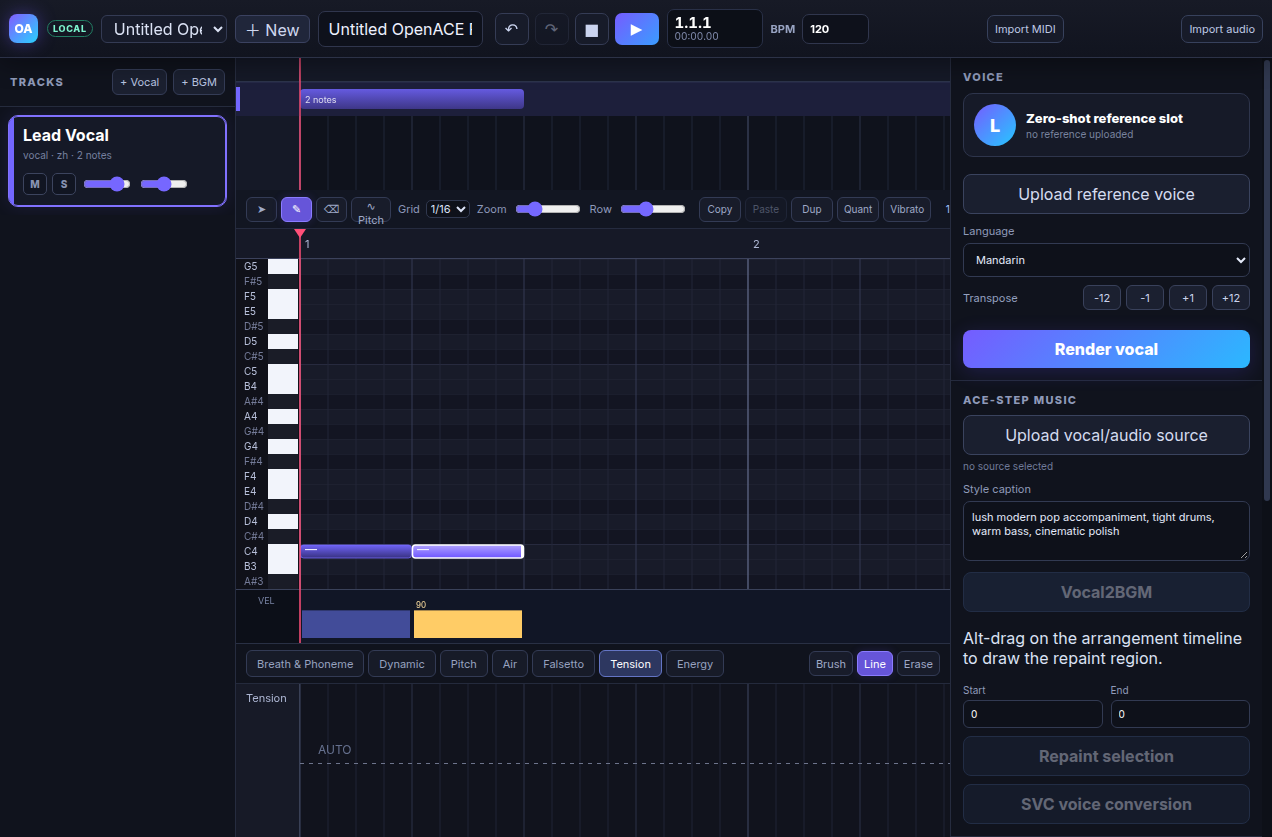 OA
LOCAL
Untitled Ope
+ New
Untitled OpenACE
1.1.1
00:00.00
BPM
120
Import MIDI
Import audio
TRACKS
+ Vocal
+ BGM
Lead Vocal
vocal · zh · 2 notes
M
S
2 notes
Pitch
Grid
1/16
Zoom
Row
Copy
Paste
Dup
Quant
Vibrato
1
1
2
G5
F#5
F5
E5
D#5
D5
C#5
C5
B4
A#4
A4
G#4
G4
F#4
F4
E4
D#4
D4
C#4
C4
B3
A#3
VEL
90
Breath & Phoneme
Dynamic
Pitch
Air
Falsetto
Tension
Energy
Brush
Line
Erase
Tension
AUTO
VOICE
L
Zero-shot reference slot
no reference uploaded
Upload reference voice
Language
Mandarin
Transpose
-12
-1
+1
+12
Render vocal
ACE-STEP MUSIC
Upload vocal/audio source
no source selected
Style caption
lush modern pop accompaniment, tight drums,
warm bass, cinematic polish
Vocal2BGM
Alt-drag on the arrangement timeline
to draw the repaint region.
Start
End
0
0
Repaint selection
SVC voice conversion